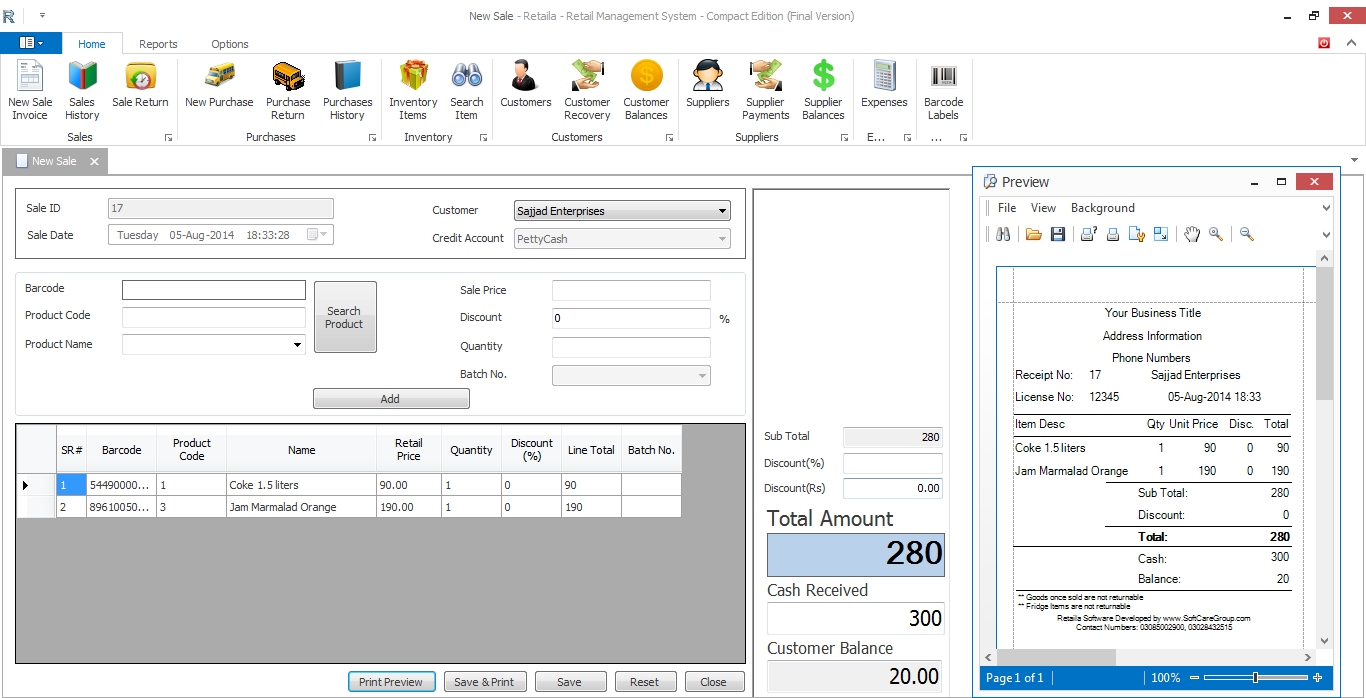 New Sale - Retaila - Retail Management System - Compact Edition (Final Version)
Home Reports Options
New Sale Invoice
Sales History
Sale Return
New Purchase
Purchase Return
Purchases History
Inventory Items
Search Item
Customers
Customer Recovery
Customer Balances
Suppliers
Supplier Payments
Supplier Balances
Expenses
Barcode Labels
Sales Purchases Inventory Customers Suppliers E... ...
New Sale
Sale ID 17
Customer Sajjad Enterprises
Sale Date Tuesday 05-Aug-2014 18:33:28
Credit Account PettyCash
Barcode
Product Code
Product Name
Search Product
Sale Price
Discount 0 %
Quantity
Batch No.
Add
SR# Barcode Product Code Name Retail Price Quantity Discount (%) Line Total Batch No.
1 54490000... 1 Coke 1.5 liters 90.00 1 0 90
2 89610050... 3 Jam Marmalad Orange 190.00 1 0 190
Print Preview Save & Print Save Reset Close
Sub Total 280
Discount(%)
Discount(Rs) 0.00
Total Amount
280
Cash Received
300
Customer Balance
20.00
Preview
File View Background
Your Business Title
Address Information
Phone Numbers
Receipt No: 17 Sajjad Enterprises
License No: 12345 05-Aug-2014 18:33
Item Desc Qty Unit Price Disc. Total
Coke 1.5 liters 1 90 0 90
Jam Marmalad Orange 1 190 0 190
Sub Total: 280
Discount: 0
Total: 280
Cash: 300
Balance: 20
** Goods once sold are not returnable
** Fridge Items are not returnable
Retaila Software Developed by www.SoftCareGroup.com
Contact Numbers: 03085002900, 03028432515
Page 1 of 1 100%